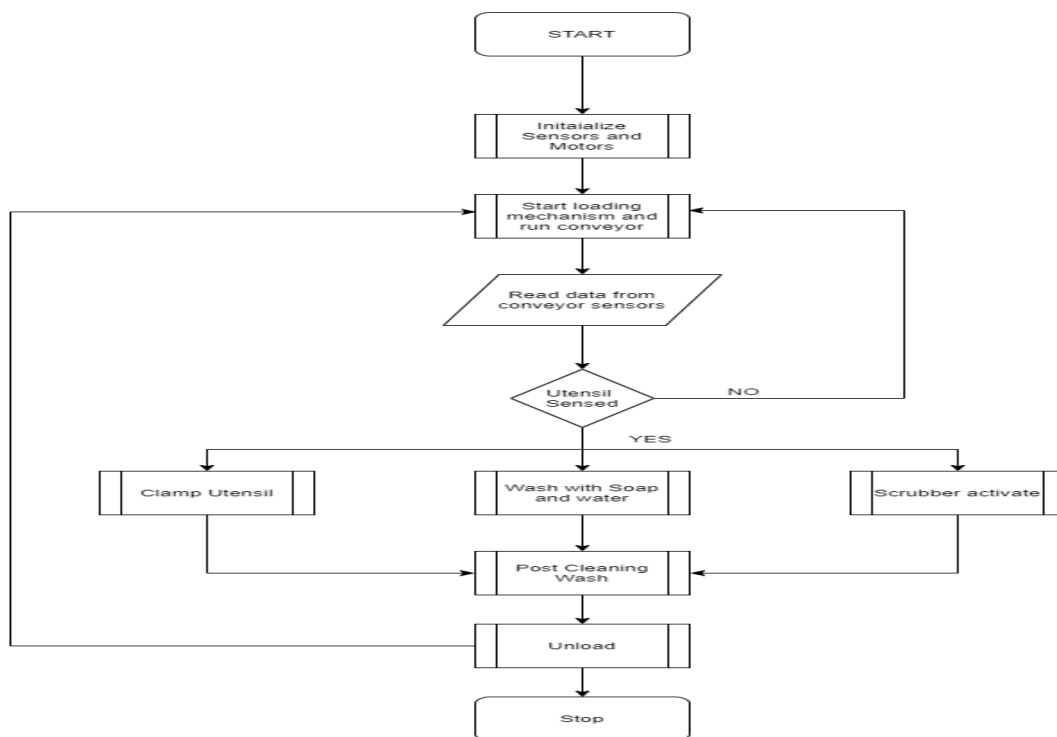 START
Initaialize
Sensors and
Motors
Start loading
mechanism and
run conveyor
Read data from
conveyor sensors
Utensil
Sensed
NO
YES
Clamp Utensil
Wash with Soap
and water
Scrubber activate
Post Cleaning
Wash
Unload
Stop